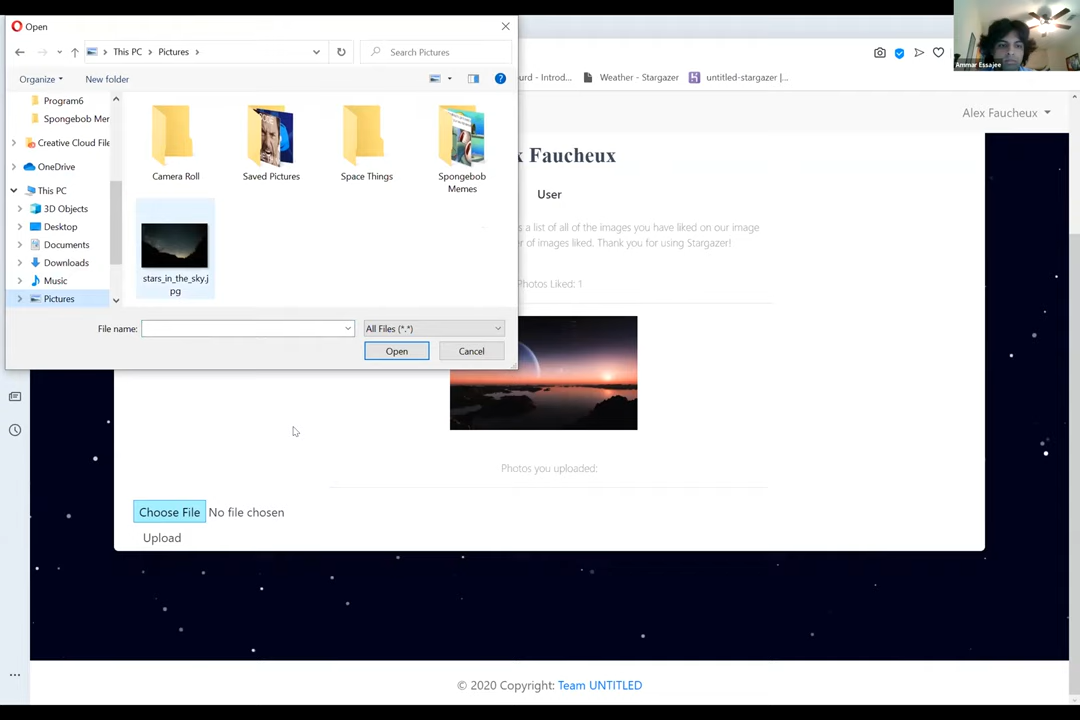 Open
This PC > Pictures >
Search Pictures
Organize
New folder
Program6
Spongebob Mem
Creative Cloud File
OneDrive
This PC
3D Objects
Desktop
Documents
Downloads
Music
Pictures
Camera Roll
Saved Pictures
Space Things
Spongebob
Memes
stars_in_the_sky.j
pg
File name:
All Files (*.*)
Open
Cancel
Ammar Essajee
urd - Introd...
Weather - Stargazer
untitled-stargazer |...
Alex Faucheux
x Faucheux
User
s a list of all of the images you have liked on our image
er of images liked. Thank you for using Stargazer!
Photos Liked: 1
Photos you uploaded:
Choose File No file chosen
Upload
© 2020 Copyright: Team UNTITLED